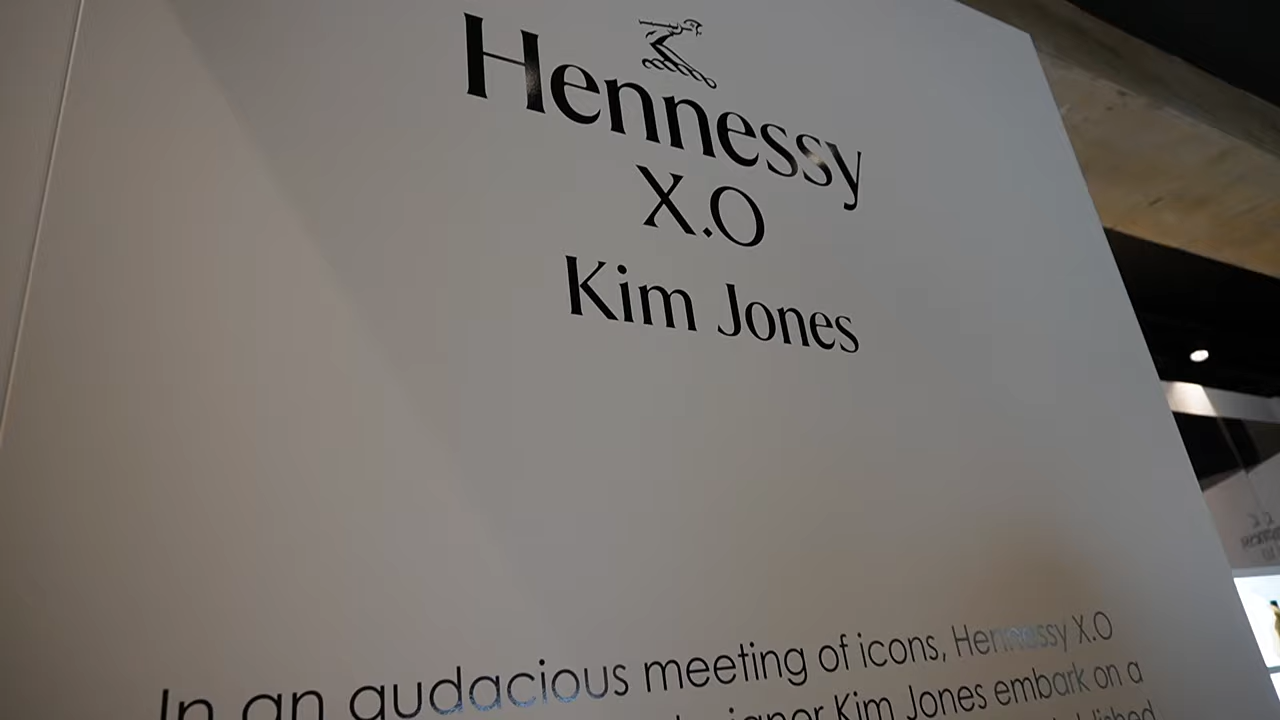 Hennessy
X.O
Kim Jones
In an audacious meeting of icons, Hennessy X.O
Kim Jones embark on a